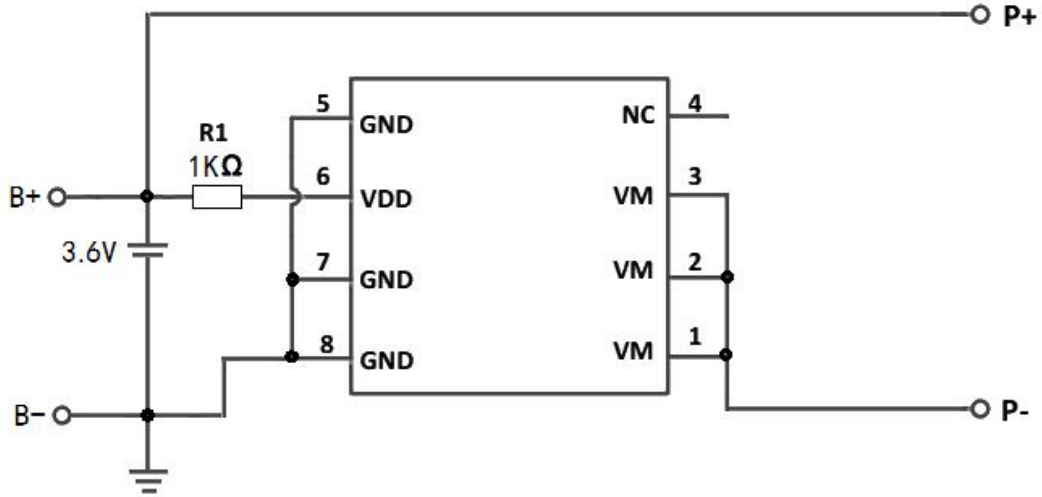 P+
5
GND
NC
4
R1
1KΩ
6
VDD
VM
3
B+
3.6V
7
GND
VM
2
8
GND
VM
1
B−
P-